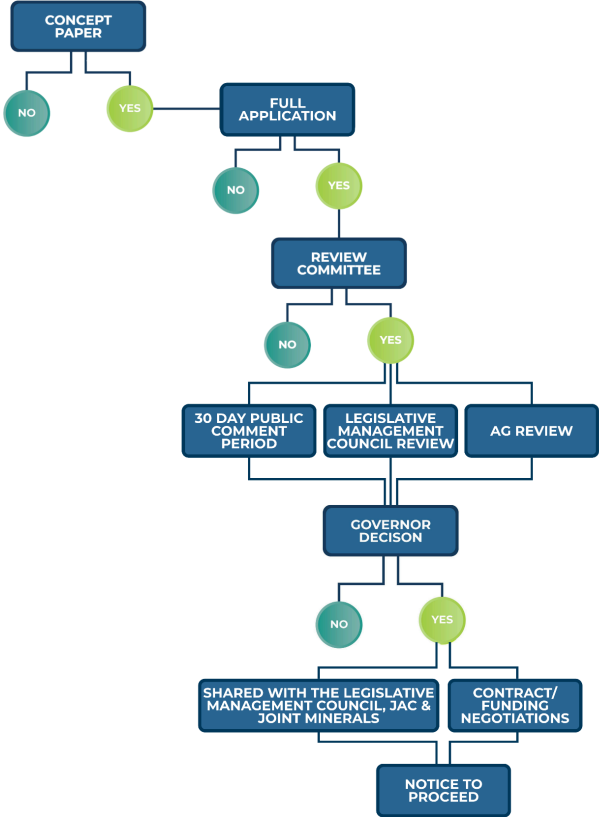 CONCEPT
PAPER
NO
YES
FULL
APPLICATION
NO
YES
REVIEW
COMMITTEE
NO
YES
30 DAY PUBLIC
COMMENT
PERIOD
LEGISLATIVE
MANAGEMENT
COUNCIL REVIEW
AG REVIEW
GOVERNOR
DECISON
NO
YES
SHARED WITH THE LEGISLATIVE
MANAGEMENT COUNCIL, JAC &
JOINT MINERALS
CONTRACT/
FUNDING
NEGOTIATIONS
NOTICE TO
PROCEED